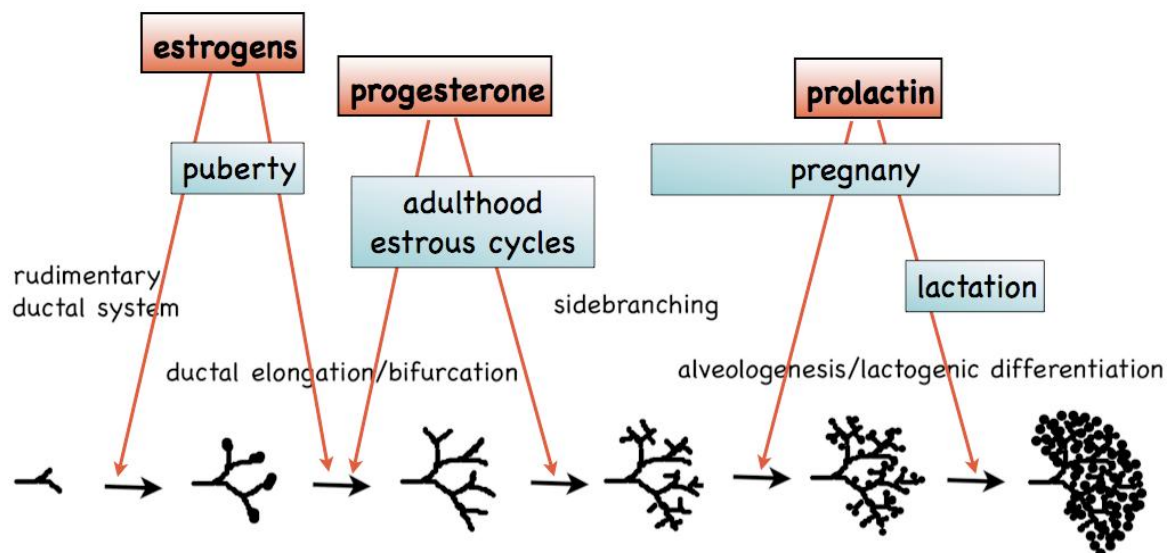 estrogens
progesterone
prolactin
puberty
pregnany
adulthood
estrous cycles
rudimentary
ductal system
sidebranching
lactation
ductal elongation/bifurcation
alveologenesis/lactogenic differentiation